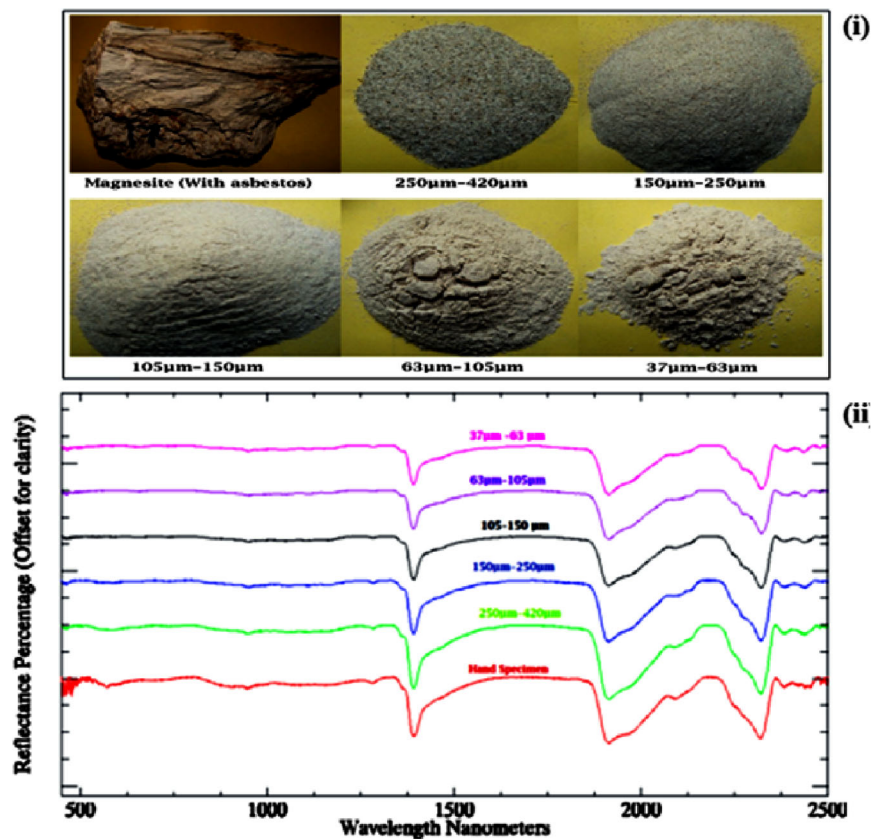 (i)
Magnesite (With asbestos)
250µm-420µm
150µm-250µm
105µm-150µm
63µm-105µm
37µm-63µm
(ii)
37µm -63 µm
63µm-105µm
105-150 µm
150µm-250µm
250µm-420µm
Hand Specimen
Reflectance Percentage (Offset for clarity)
500
1000
1500
2000
2500
Wavelength Nanometers